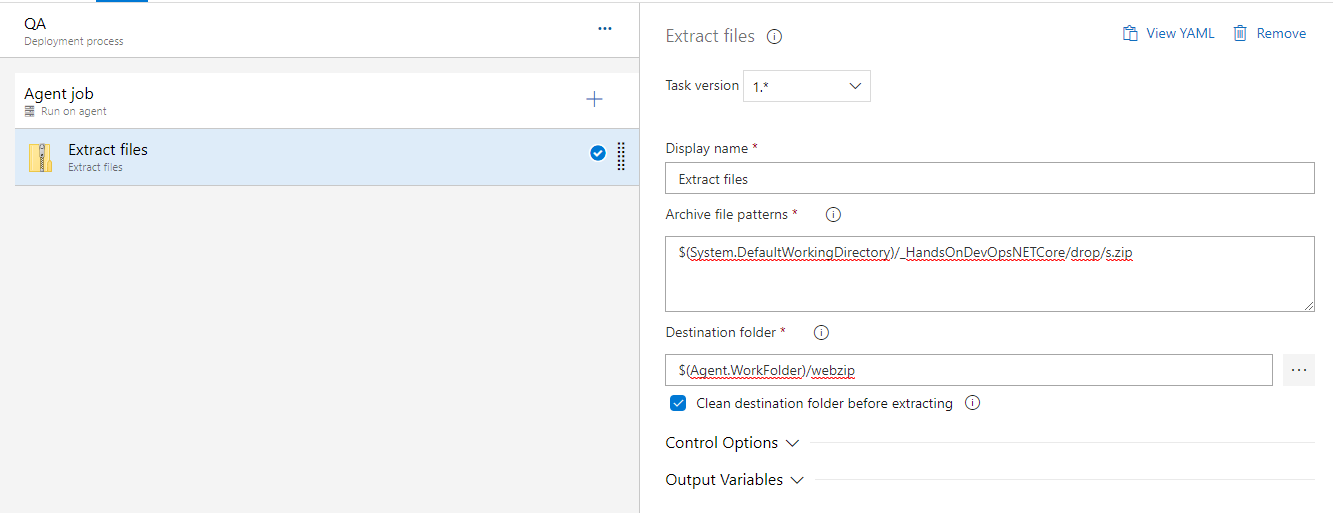 QA
Deployment process
...
Agent job
Run on agent
+
Extract files
Extract files
Extract files
View YAML
Remove
Task version
1.*
Display name *
Extract files
Archive file patterns *
$(System.DefaultWorkingDirectory)/_HandsOnDevOpsNETCore/drop/s.zip
Destination folder *
$(Agent.WorkFolder)/webzip
...
Clean destination folder before extracting
Control Options
Output Variables